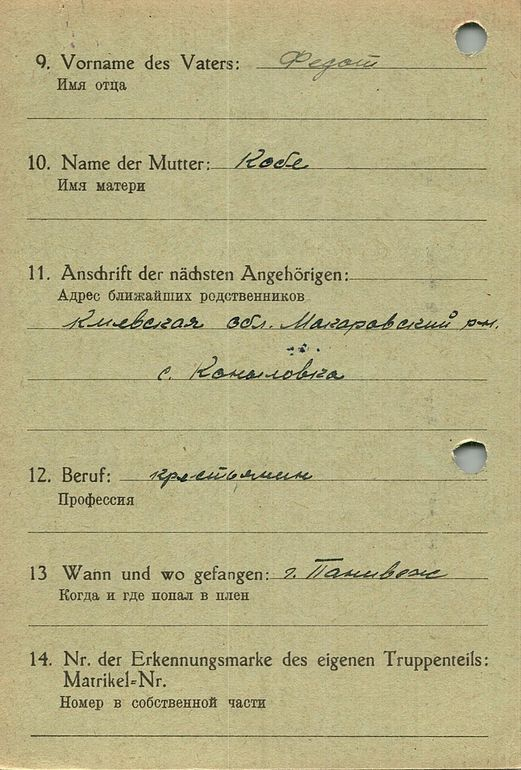 9. Vorname des Vaters: Федот
Имя отца
10. Name der Mutter: Кобе
Имя матери
11. Anschrift der nächsten Angehörigen:
Адрес ближайших родственников
Киевская обл. Макаровский р-н.
с. Копыловка
12. Beruf: крестьянин
Профессия
13 Wann und wo gefangen: г. Паневеж
Когда и где попал в плен
14. Nr. der Erkennungsmarke des eigenen Truppenteils:
Matrikel-Nr.
Номер в собственной части